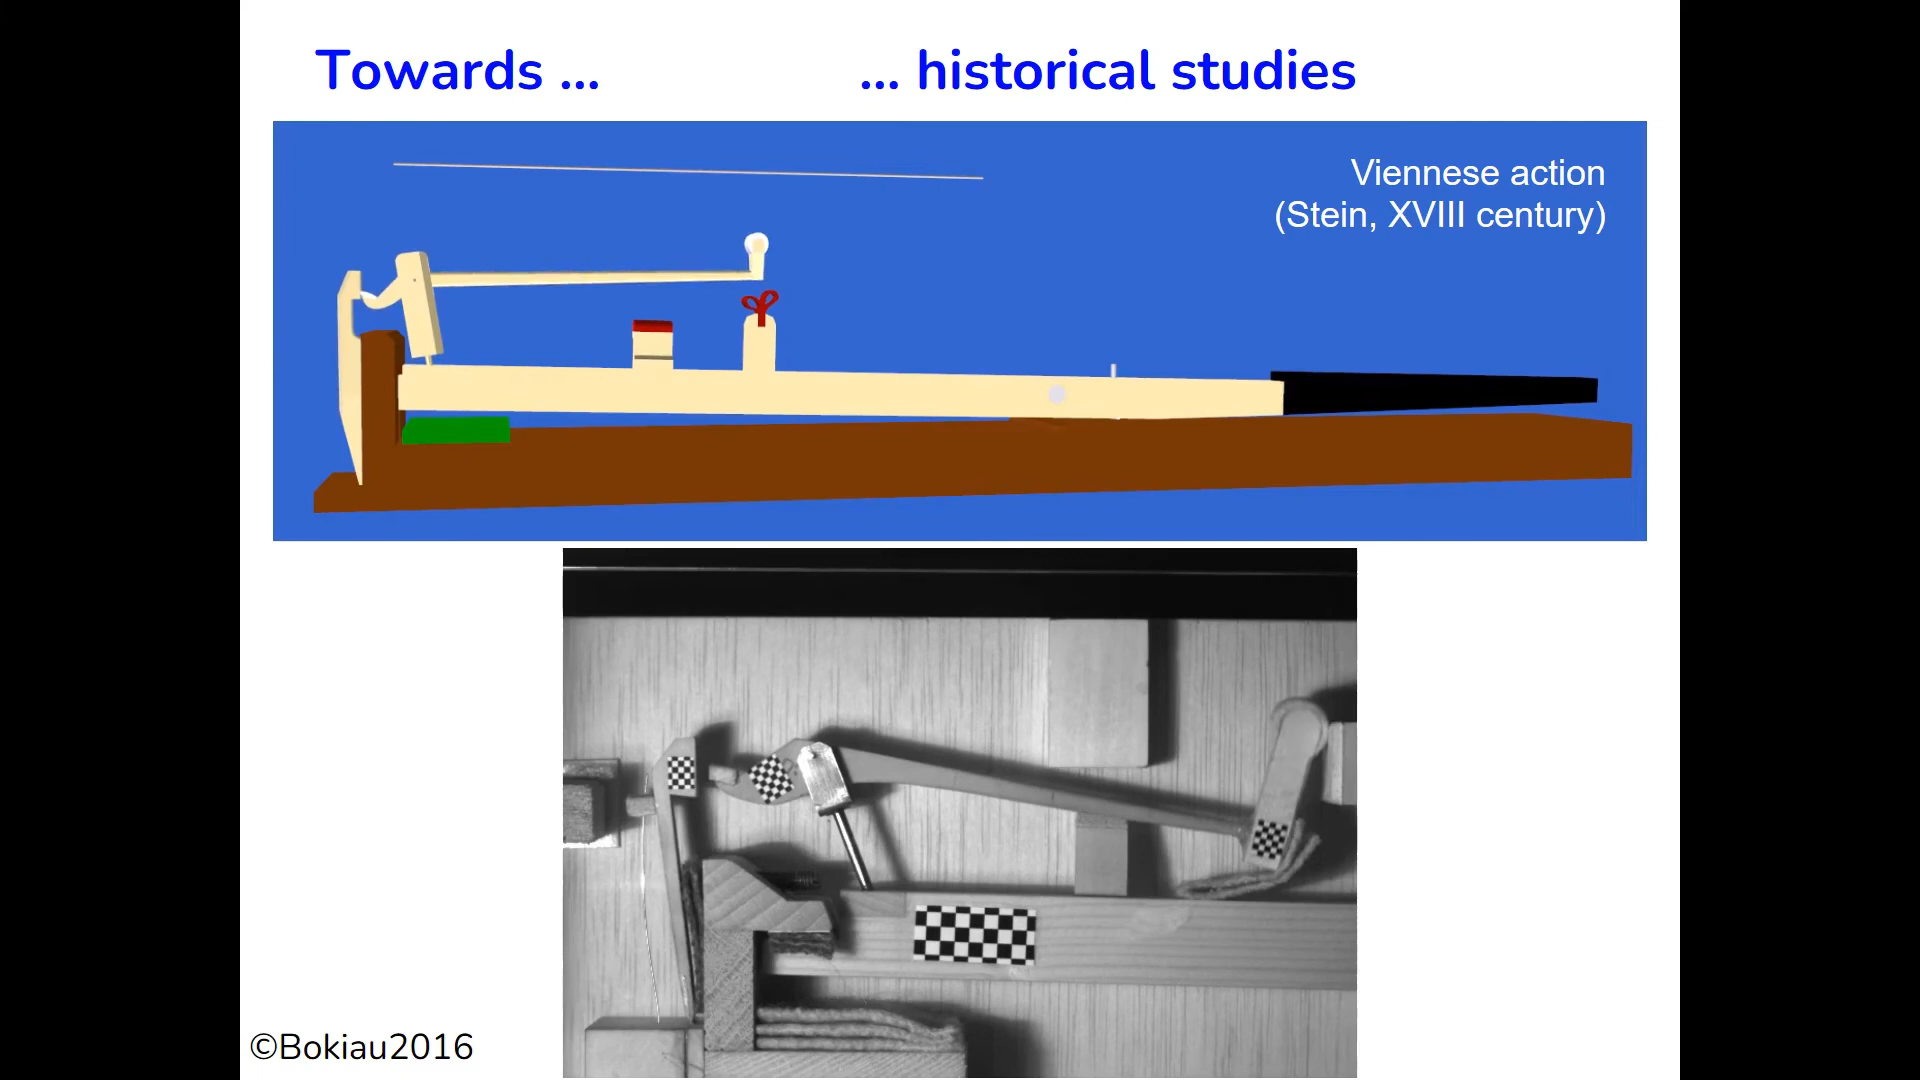 Towards ... ... historical studies
Viennese action
(Stein, XVIII century)
©Bokiau2016